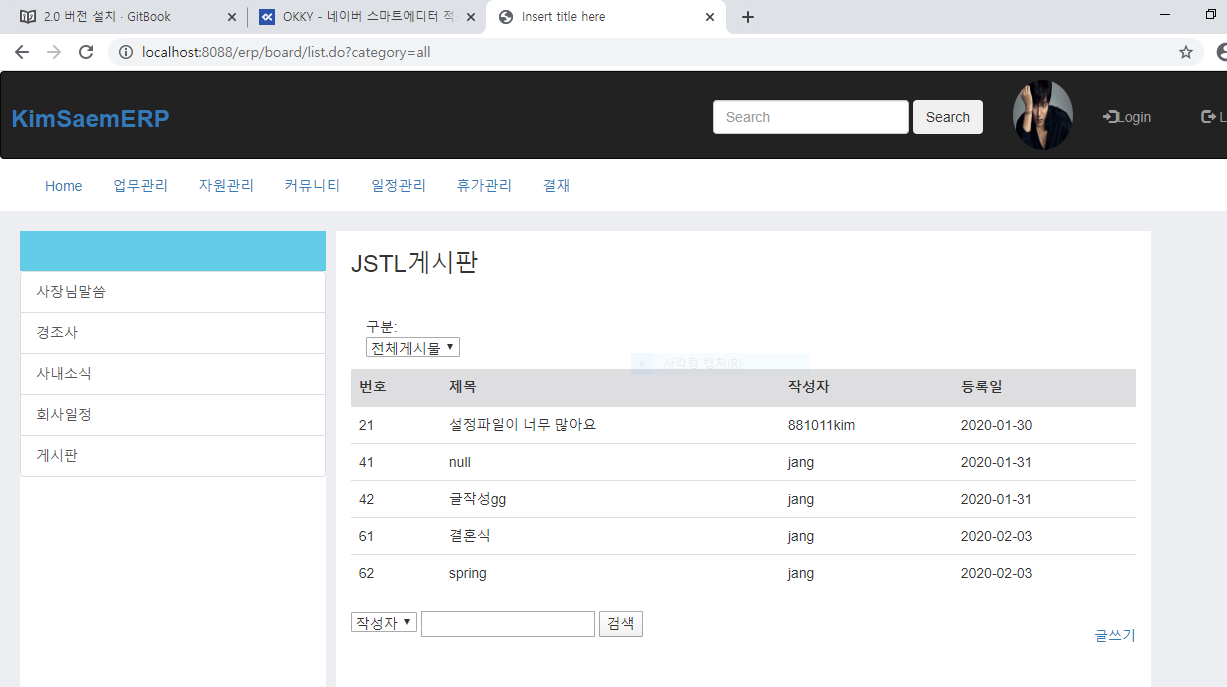 2.0 버전 설치 · GitBook
OKKY - 네이버 스마트에디터 적
Insert title here
localhost:8088/erp/board/list.do?category=all
KimSaemERP
Search
Search
Login
L
Home 업무관리 자원관리 커뮤니티 일정관리 휴가관리 결재
사장님말씀
경조사
사내소식
회사일정
게시판
JSTL게시판
구분:
전체게시물
사각형 캡처(R)
번호 제목 작성자 등록일
21 설정파일이 너무 많아요 881011kim 2020-01-30
41 null jang 2020-01-31
42 글작성gg jang 2020-01-31
61 결혼식 jang 2020-02-03
62 spring jang 2020-02-03
작성자 검색
글쓰기